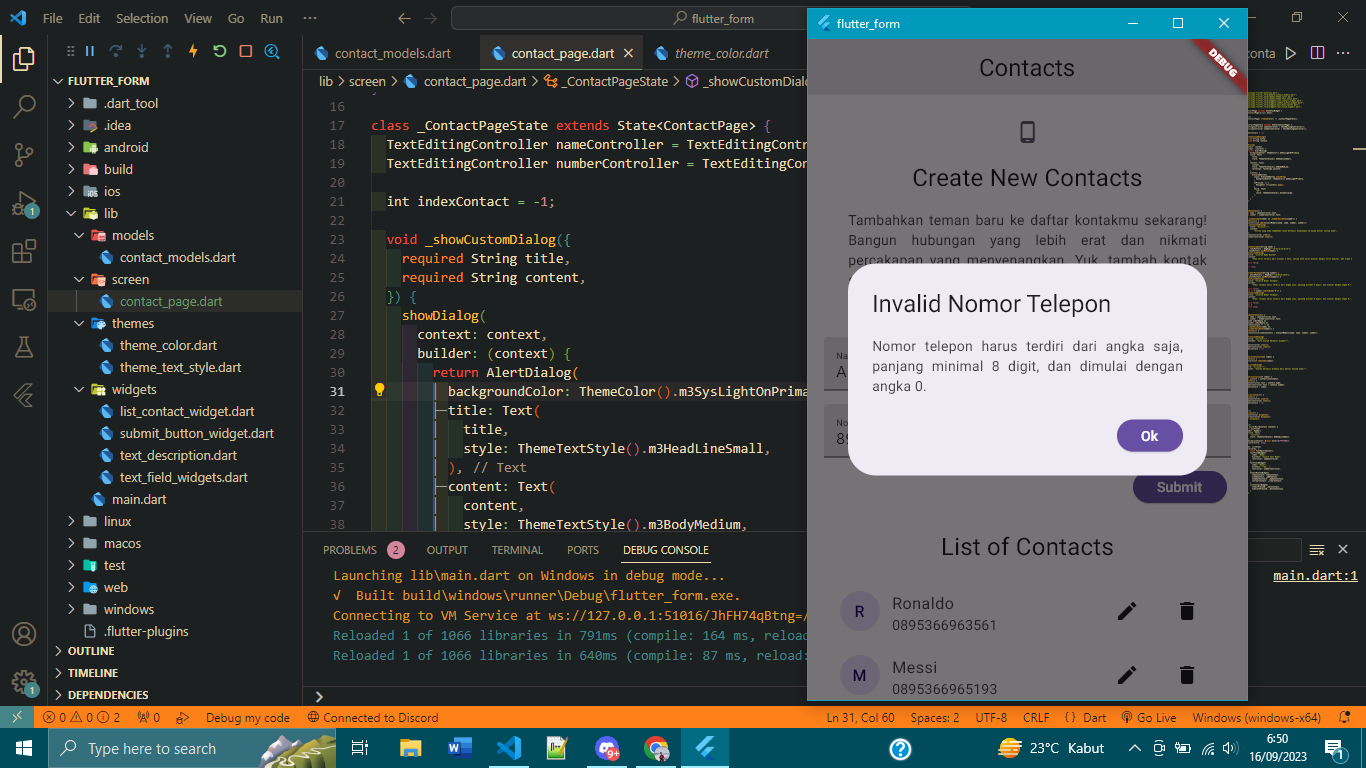 File Edit Selection View Go Run ··· flutter_form
FLUTTER_FORM
.dart_tool
.idea
android
build
ios
lib
models
contact_models.dart
screen
contact_page.dart
themes
theme_color.dart
theme_text_style.dart
widgets
list_contact_widget.dart
submit_button_widget.dart
text_description.dart
text_field_widgets.dart
main.dart
linux
macos
test
web
windows
.flutter-plugins
OUTLINE
TIMELINE
DEPENDENCIES
1
1
contact_models.dart contact_page.dart theme_color.dart
lib > screen > contact_page.dart > _ContactPageState > _showCustomDialo
16 }
17 class _ContactPageState extends State<ContactPage> {
18 TextEditingController nameController = TextEditingContr
19 TextEditingController numberController = TextEditingCon
20
21 int indexContact = -1;
22
23 void _showCustomDialog({
24 required String title,
25 required String content,
26 }) {
27 showDialog(
28 context: context,
29 builder: (context) {
30 return AlertDialog(
31 backgroundColor: ThemeColor().m3SysLightOnPrima
32 title: Text(
33 title,
34 style: ThemeTextStyle().m3HeadLineSmall,
35 ), // Text
36 content: Text(
37 content,
38 style: ThemeTextStyle().m3BodyMedium,
PROBLEMS 2 OUTPUT TERMINAL PORTS DEBUG CONSOLE
Launching lib\main.dart on Windows in debug mode...
√ Built build\windows\runner\Debug\flutter_form.exe.
Connecting to VM Service at ws://127.0.0.1:51016/JhFH74qBtng=/
Reloaded 1 of 1066 libraries in 791ms (compile: 164 ms, reload
Reloaded 1 of 1066 libraries in 640ms (compile: 87 ms, reload:
flutter_form
DEBUG
Contacts
Create New Contacts
Tambahkan teman baru ke daftar kontakmu sekarang!
Bangun hubungan yang lebih erat dan nikmati
percakapan yang menyenangkan. Yuk, tambah kontak
Invalid Nomor Telepon
Nomor telepon harus terdiri dari angka saja,
panjang minimal 8 digit, dan dimulai dengan
angka 0.
Ok
Submit
List of Contacts
R Ronaldo
0895366963561
M Messi
0895366965193
conta
main.dart:1
0 0 2 0 Debug my code Connected to Discord Ln 31, Col 60 Spaces: 2 UTF-8 CRLF {} Dart Go Live Windows (windows-x64)
Type here to search 9+ 23°C Kabut 6:50
16/09/2023 1